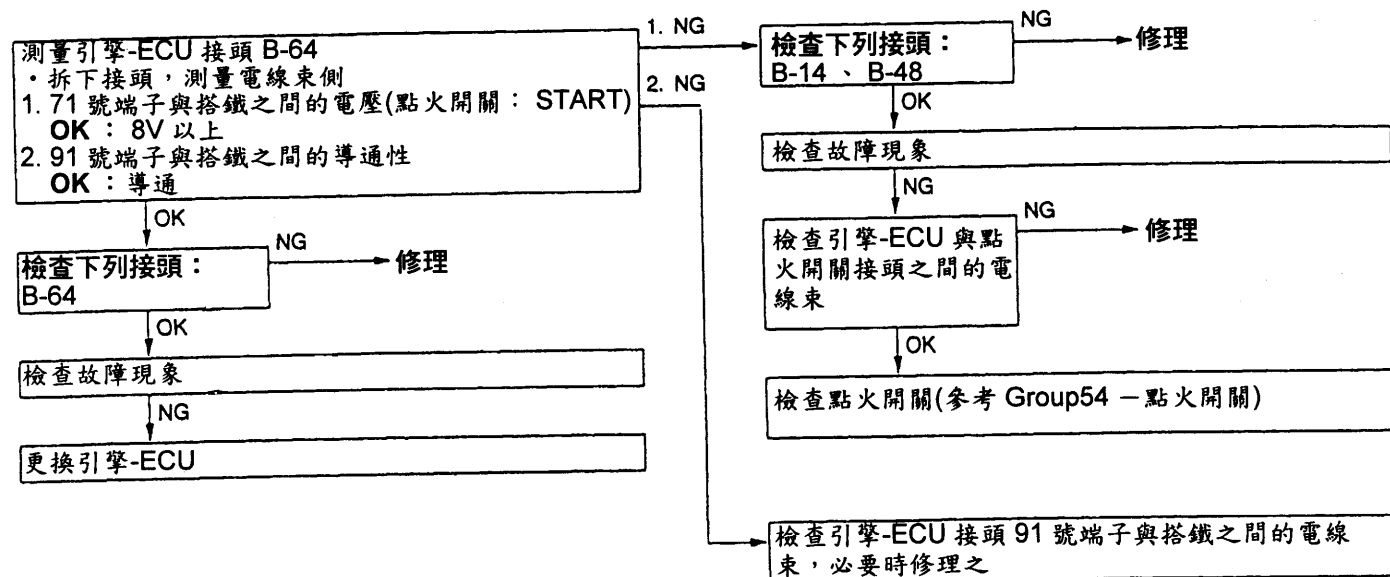 測量引擎-ECU 接頭 B-64
・拆下接頭，測量電線束側
1. 71 號端子與搭鐵之間的電壓(點火開關： START)
OK ： 8V 以上
2. 91 號端子與搭鐵之間的導通性
OK ：導通
OK
檢查下列接頭：
B-64
NG
修理
OK
檢查故障現象
NG
更換引擎-ECU
1. NG
檢查下列接頭：
B-14 、 B-48
NG
修理
OK
檢查故障現象
NG
檢查引擎-ECU 與點
火開關接頭之間的電
線束
NG
修理
OK
檢查點火開關(參考 Group54 －點火開關)
2. NG
檢查引擎-ECU 接頭 91 號端子與搭鐵之間的電線
束，必要時修理之